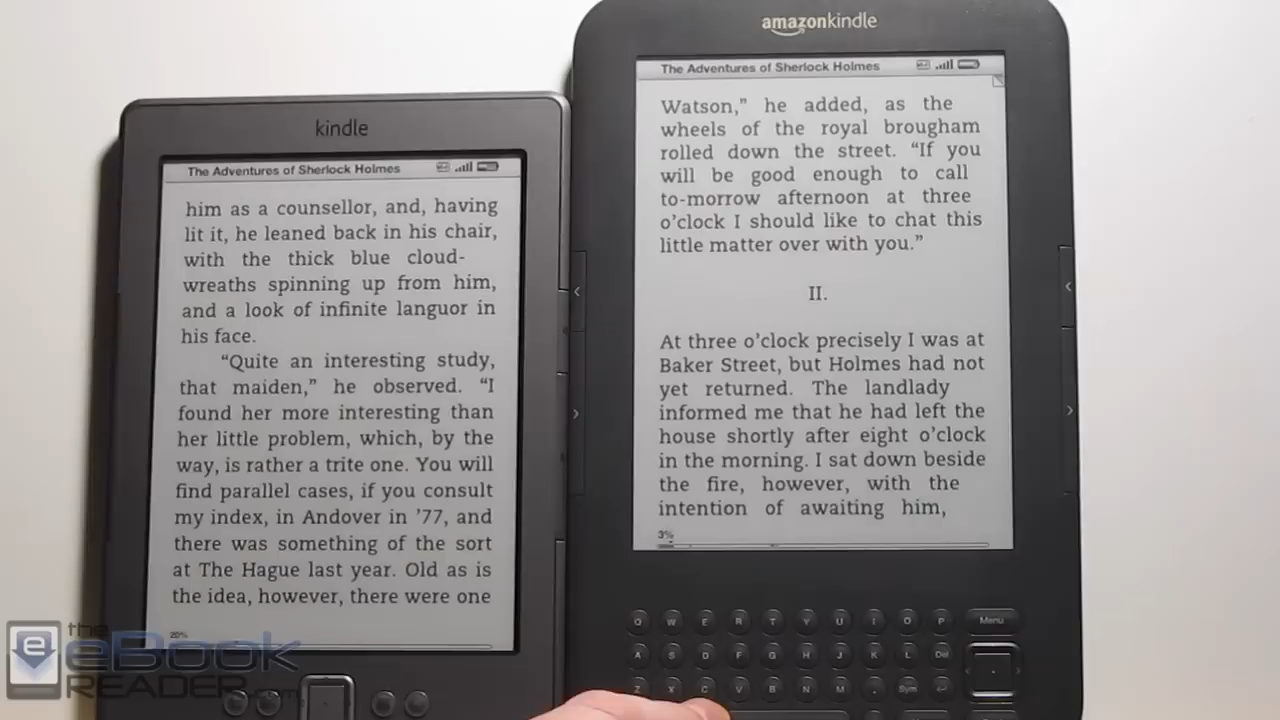 kindle
The Adventures of Sherlock Holmes
him as a counsellor, and, having
lit it, he leaned back in his chair,
with the thick blue cloud-
wreaths spinning up from him,
and a look of infinite languor in
his face.
“Quite an interesting study,
that maiden,” he observed. “I
found her more interesting than
her little problem, which, by the
way, is rather a trite one. You will
find parallel cases, if you consult
my index, in Andover in ’77, and
there was something of the sort
at The Hague last year. Old as is
the idea, however, there were one
20%
amazonkindle
The Adventures of Sherlock Holmes
Watson,” he added, as the
wheels of the royal brougham
rolled down the street. “If you
will be good enough to call
to-morrow afternoon at three
o’clock I should like to chat this
little matter over with you.”
II.
At three o’clock precisely I was at
Baker Street, but Holmes had not
yet returned. The landlady
informed me that he had left the
house shortly after eight o’clock
in the morning. I sat down beside
the fire, however, with the
intention of awaiting him,
3%
Q W E R T Y U I O P Menu
A S D F G H J K L Del
Z X C V B N M . Sym
the
eBook
READER.com